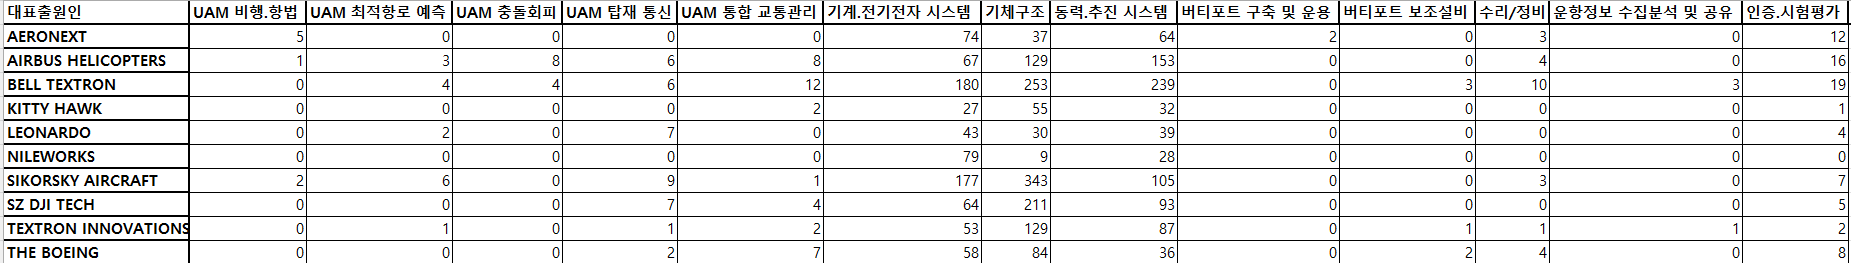 대표출원인 UAM 비행.항법 UAM 최적항로 예측 UAM 충돌회피 UAM 탑재 통신 UAM 통합 교통관리 기계.전기전자 시스템 기체구조 동력.추진 시스템 버티포트 구축 및 운용 버티포트 보조설비 수리/정비 운항정보 수집분석 및 공유 인증.시험평가
AERONEXT 5 0 0 0 0 74 37 64 2 0 3 0 12
AIRBUS HELICOPTERS 1 3 8 6 8 67 129 153 0 0 4 0 16
BELL TEXTRON 0 4 4 6 12 180 253 239 0 3 10 3 19
KITTY HAWK 0 0 0 0 2 27 55 32 0 0 0 0 1
LEONARDO 0 2 0 7 0 43 30 39 0 0 0 0 4
NILEWORKS 0 0 0 0 0 79 9 28 0 0 0 0 0
SIKORSKY AIRCRAFT 2 6 0 9 1 177 343 105 0 0 3 0 7
SZ DJI TECH 0 0 0 7 4 64 211 93 0 0 0 0 5
TEXTRON INNOVATIONS 0 1 0 1 2 53 129 87 0 1 1 1 2
THE BOEING 0 0 0 2 7 58 84 36 0 2 4 0 8